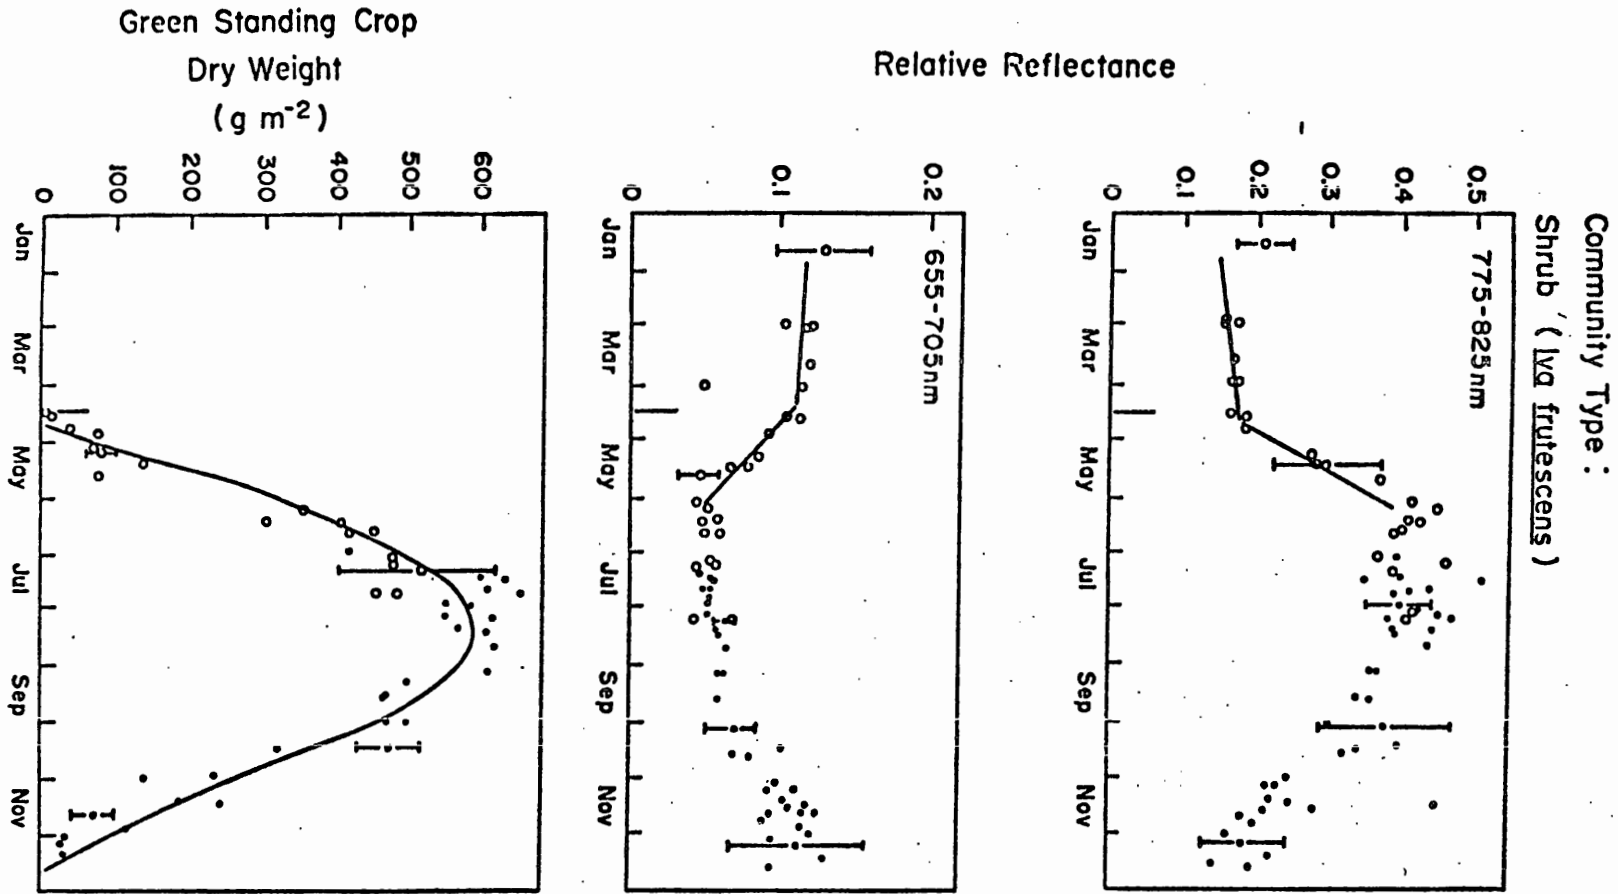 Community Type :
Shrub ( Iva frutescens )
Relative Reflectance
775-825nm
0.5
0.4
0.3
0.2
0.1
0
Jan
Mar
May
Jul
Sep
Nov
655-705nm
0.2
0.1
0
Jan
Mar
May
Jul
Sep
Nov
Green Standing Crop
Dry Weight
(g m-2)
600
500
400
300
200
100
0
Jan
Mar
May
Jul
Sep
Nov